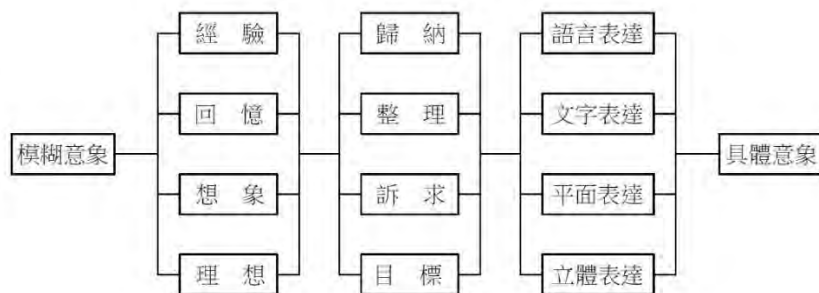 經驗
歸納
語言表達
回憶
整理
文字表達
模糊意象
具體意象
想象
訴求
平面表達
理想
目標
立體表達